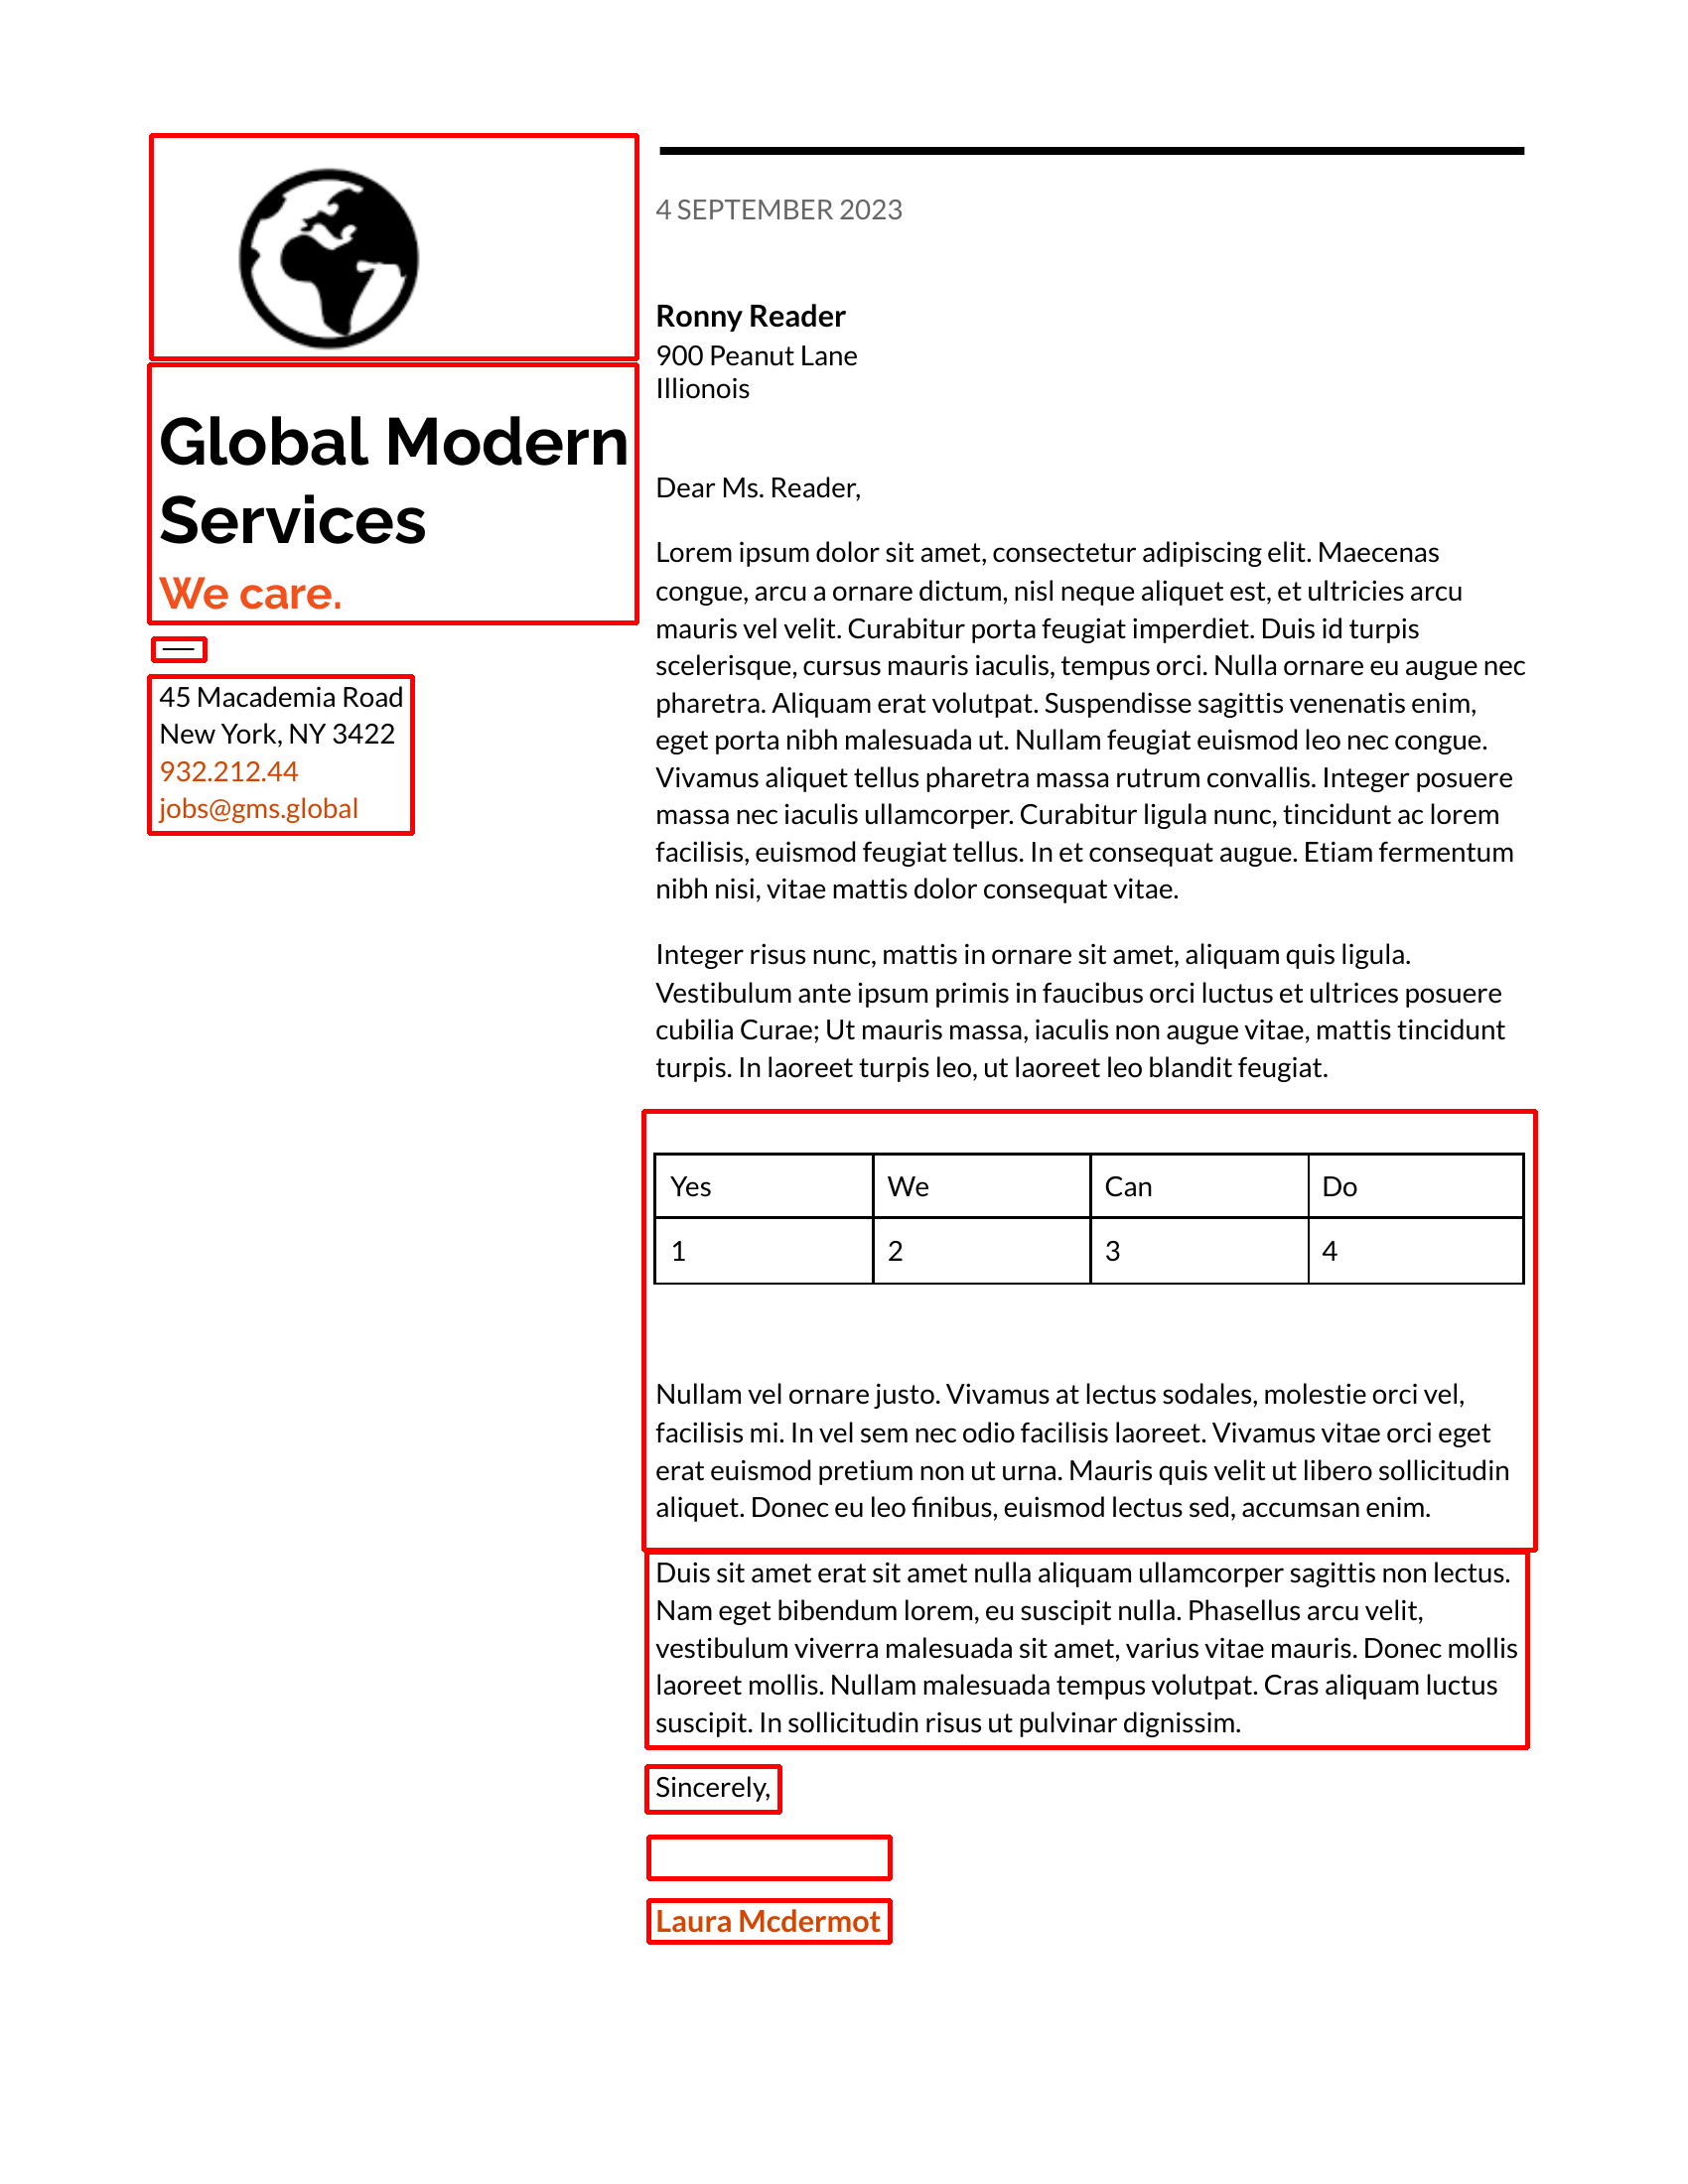 Global Modern
Services
We care.
45 Macademia Road
New York, NY 3422
932.212.44
jobs@gms.global
4 SEPTEMBER 2023
Ronny Reader
900 Peanut Lane
Illionois
Dear Ms. Reader,
Lorem ipsum dolor sit amet, consectetur adipiscing elit. Maecenas
congue, arcu a ornare dictum, nisl neque aliquet est, et ultricies arcu
mauris vel velit. Curabitur porta feugiat imperdiet. Duis id turpis
scelerisque, cursus mauris iaculis, tempus orci. Nulla ornare eu augue nec
pharetra. Aliquam erat volutpat. Suspendisse sagittis venenatis enim,
eget porta nibh malesuada ut. Nullam feugiat euismod leo nec congue.
Vivamus aliquet tellus pharetra massa rutrum convallis. Integer posuere
massa nec iaculis ullamcorper. Curabitur ligula nunc, tincidunt ac lorem
facilisis, euismod feugiat tellus. In et consequat augue. Etiam fermentum
nibh nisi, vitae mattis dolor consequat vitae.
Integer risus nunc, mattis in ornare sit amet, aliquam quis ligula.
Vestibulum ante ipsum primis in faucibus orci luctus et ultrices posuere
cubilia Curae; Ut mauris massa, iaculis non augue vitae, mattis tincidunt
turpis. In laoreet turpis leo, ut laoreet leo blandit feugiat.
Yes We Can Do
1 2 3 4
Nullam vel ornare justo. Vivamus at lectus sodales, molestie orci vel,
facilisis mi. In vel sem nec odio facilisis laoreet. Vivamus vitae orci eget
erat euismod pretium non ut urna. Mauris quis velit ut libero sollicitudin
aliquet. Donec eu leo finibus, euismod lectus sed, accumsan enim.
Duis sit amet erat sit amet nulla aliquam ullamcorper sagittis non lectus.
Nam eget bibendum lorem, eu suscipit nulla. Phasellus arcu velit,
vestibulum viverra malesuada sit amet, varius vitae mauris. Donec mollis
laoreet mollis. Nullam malesuada tempus volutpat. Cras aliquam luctus
suscipit. In sollicitudin risus ut pulvinar dignissim.
Sincerely,
Laura Mcdermot